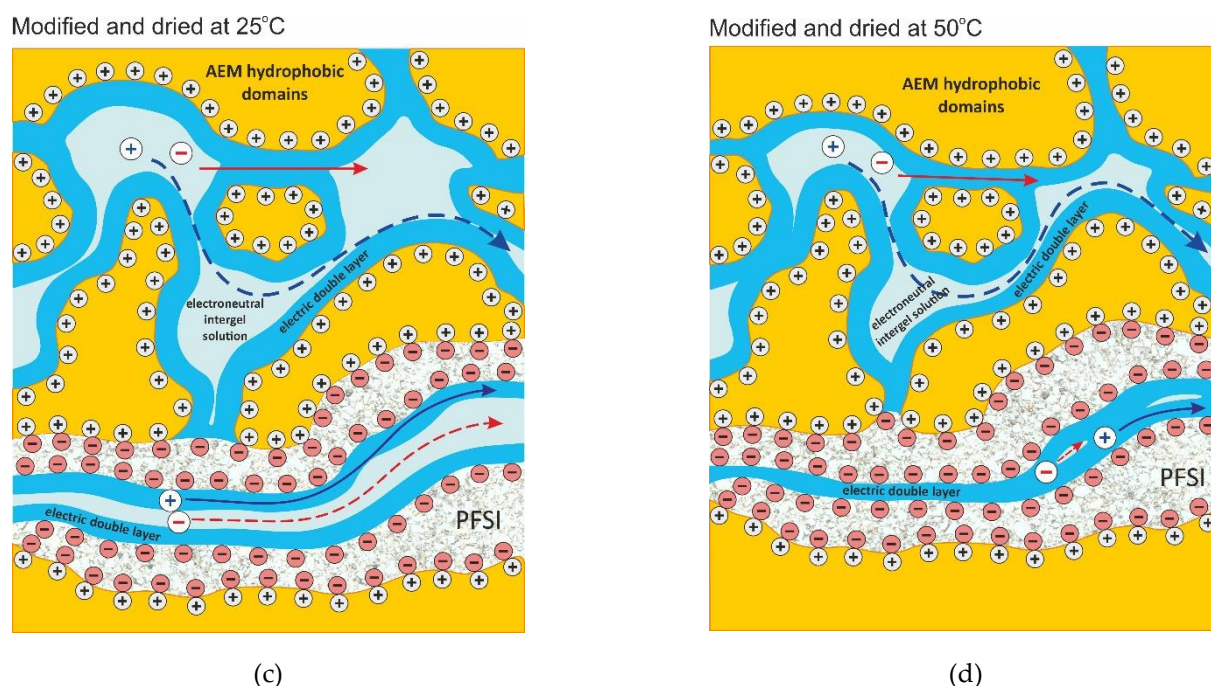 Modified and dried at 25°C
AEM hydrophobic
domains
electroneutral
intergel
solution
electric double layer
electric double layer
PFSI
(c)
Modified and dried at 50°C
AEM hydrophobic
domains
electroneutral
intergel solution
electric double layer
electric double layer
PFSI
(d)